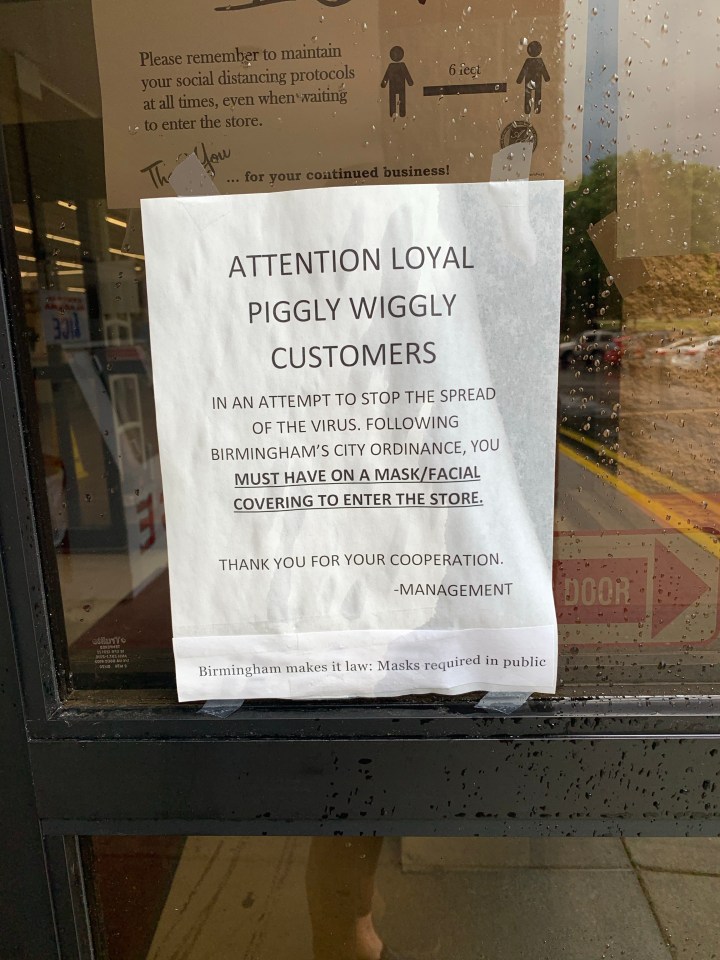 Please remember to maintain
your social distancing protocols
at all times, even when waiting
to enter the store.
6 feet
Thank You
... for your continued business!
ATTENTION LOYAL
PIGGLY WIGGLY
CUSTOMERS
IN AN ATTEMPT TO STOP THE SPREAD
OF THE VIRUS. FOLLOWING
BIRMINGHAM'S CITY ORDINANCE, YOU
MUST HAVE ON A MASK/FACIAL
COVERING TO ENTER THE STORE.
THANK YOU FOR YOUR COOPERATION.
-MANAGEMENT
Birmingham makes it law: Masks required in public
DOOR